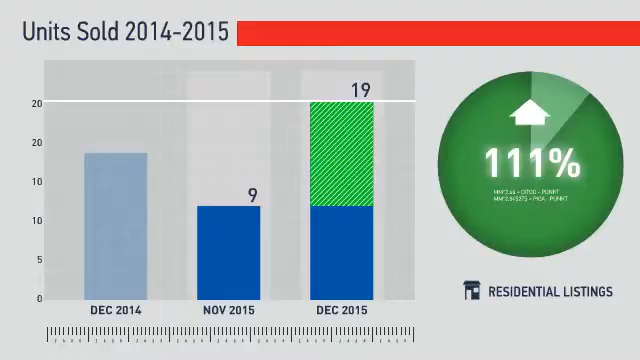 Units Sold 2014-2015
20
20
10
10
5
0
9
19
DEC 2014
NOV 2015
DEC 2015
111%
RESIDENTIAL LISTINGS